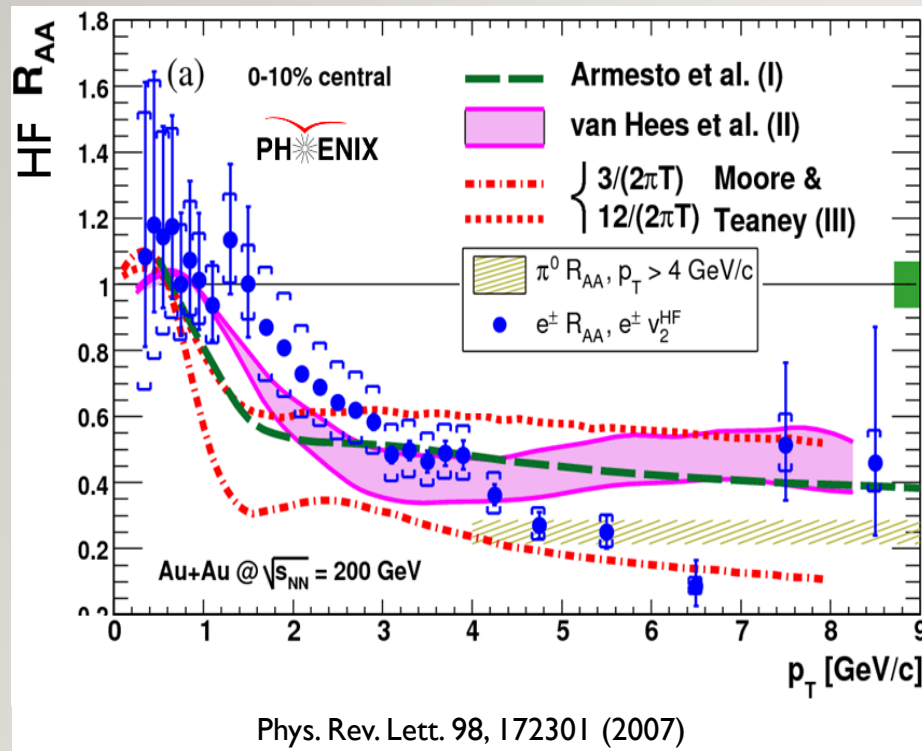 HF R_AA
1.8
1.6
1.4
1.2
1
0.8
0.6
0.4
0.2
(a)
0-10% central
PHENIX
Armesto et al. (I)
van Hees et al. (II)
3/(2πT) Moore &
12/(2πT) Teaney (III)
π⁰ R_AA, p_T > 4 GeV/c
e± R_AA, e± v₂^HF
Au+Au @ √s_NN = 200 GeV
0 1 2 3 4 5 6 7 8 9
p_T [GeV/c]
Phys. Rev. Lett. 98, 172301 (2007)